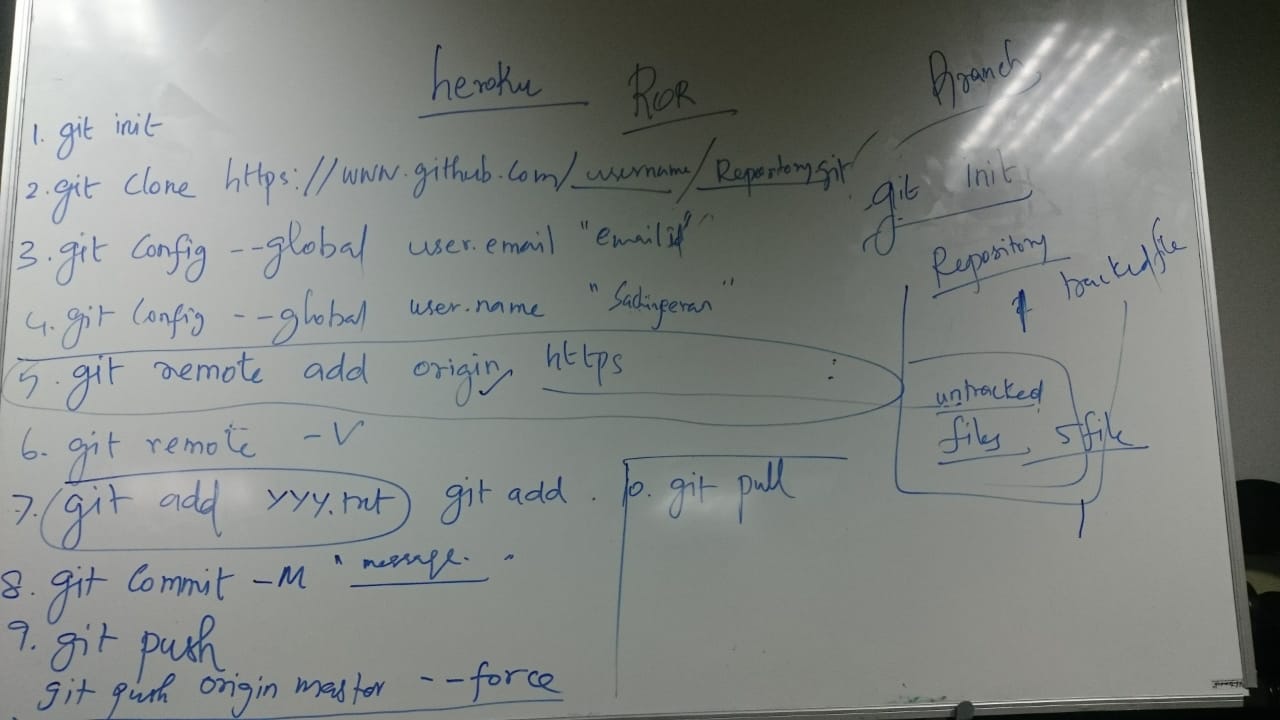 heroku RoR Branch
1. git init
2. git Clone https://www.github.com/username/Repository.git
3. git Config --global user.email "emailid"
4. git Config --global user.name
5. git remote add origin https :
6. git remote -V
7. git add yyy.txt git add .
8. git Commit -M "message."
9. git push
git push origin master --force
10. git pull
git Init
Repository
tracked file
untracked
files, 5 file